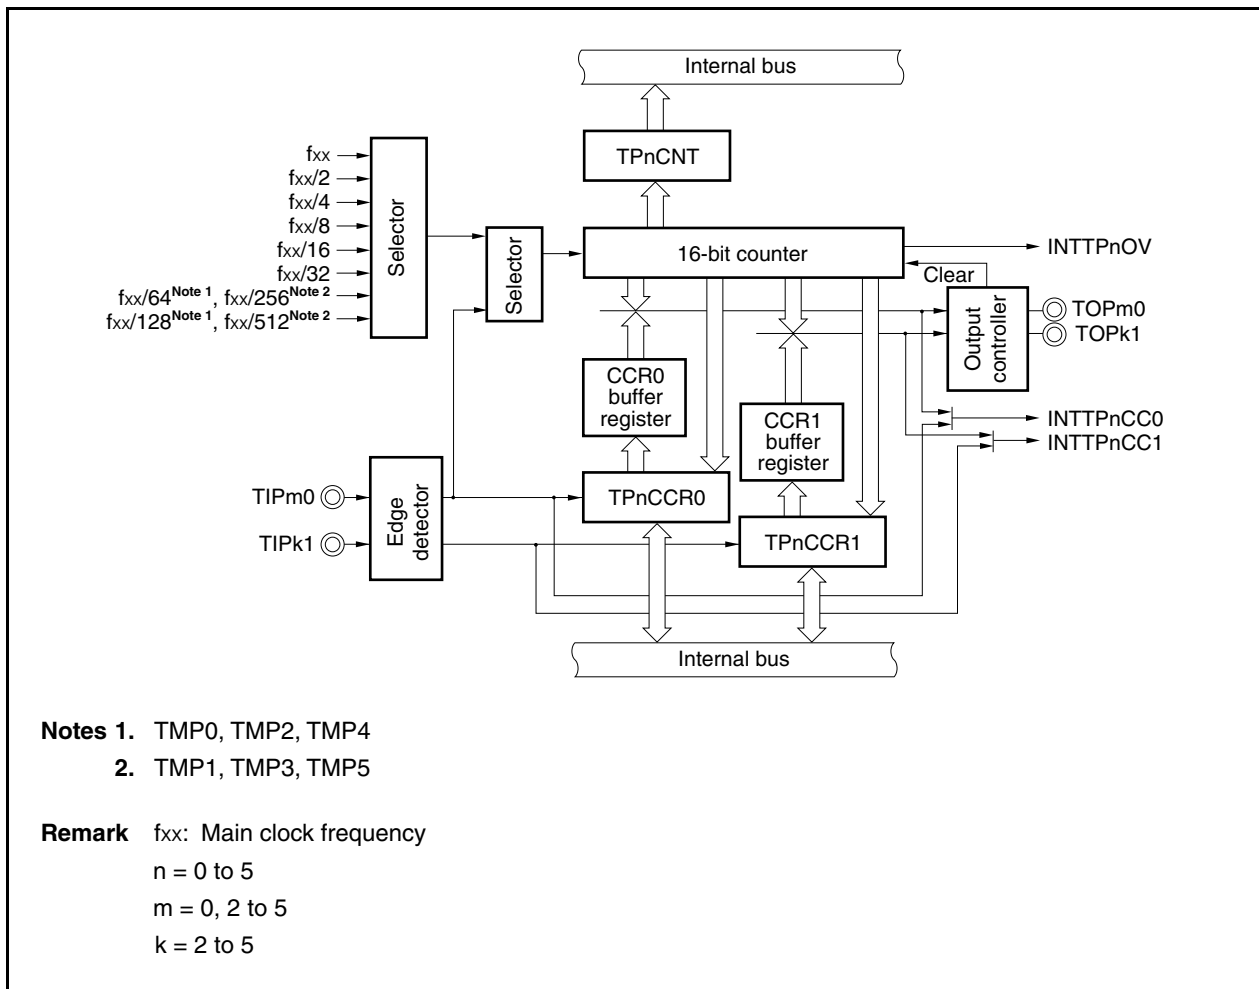 Internal bus
TPnCNT
fxx
fxx/2
fxx/4
fxx/8
fxx/16
fxx/32
fxx/64Note 1, fxx/256Note 2
fxx/128Note 1, fxx/512Note 2
Selector
Selector
16-bit counter
INTTPnOV
Clear
Output
controller
TOPm0
TOPk1
CCR0
buffer
register
CCR1
buffer
register
INTTPnCC0
INTTPnCC1
TIPm0
TIPk1
Edge
detector
TPnCCR0
TPnCCR1
Internal bus
Notes 1. TMP0, TMP2, TMP4
2. TMP1, TMP3, TMP5
Remark fxx: Main clock frequency
n = 0 to 5
m = 0, 2 to 5
k = 2 to 5